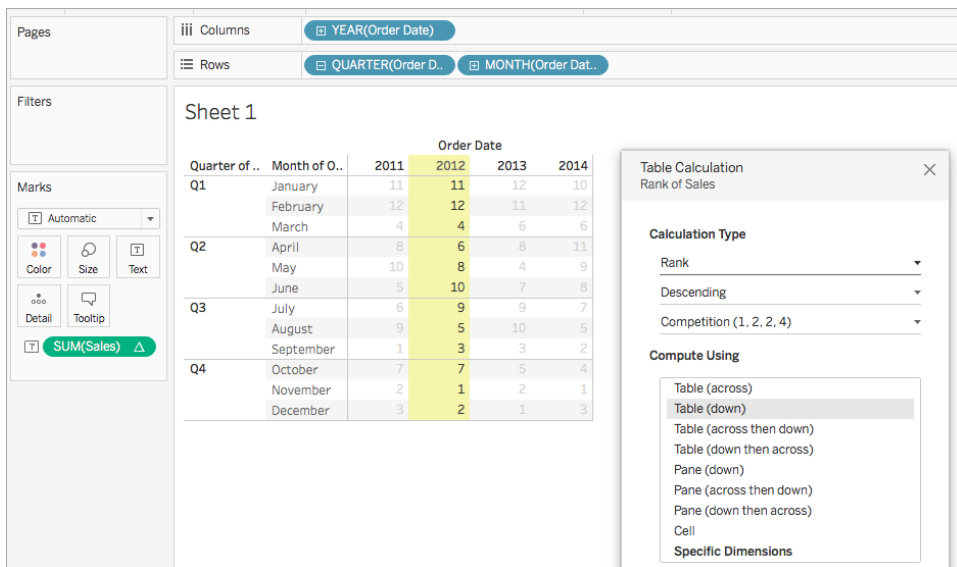 Pages
iii Columns
YEAR(Order Date)
Rows
QUARTER(Order D..
MONTH(Order Dat..
Filters
Marks
T Automatic
Color
Size
T
Text
Detail
Tooltip
T SUM(Sales) Δ
Sheet 1
Order Date
Quarter of .. Month of O.. 2011 2012 2013 2014
Q1 January 11 11 12 10
February 12 12 11 12
March 4 4 6 6
Q2 April 8 6 8 11
May 10 8 4 9
June 5 10 7 8
Q3 July 6 9 9 7
August 9 5 10 5
September 1 3 3 2
Q4 October 7 7 5 4
November 2 1 2 1
December 3 2 1 3
Table Calculation
Rank of Sales
Calculation Type
Rank
Descending
Competition (1, 2, 2, 4)
Compute Using
Table (across)
Table (down)
Table (across then down)
Table (down then across)
Pane (down)
Pane (across then down)
Pane (down then across)
Cell
Specific Dimensions